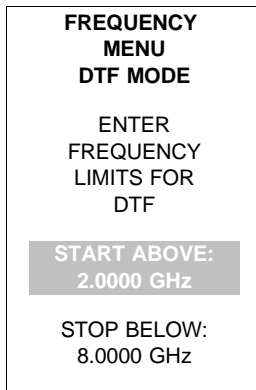 FREQUENCY
MENU
DTF MODE
ENTER
FREQUENCY
LIMITS FOR
DTF
START ABOVE:
2.0000 GHz
STOP BELOW:
8.0000 GHz